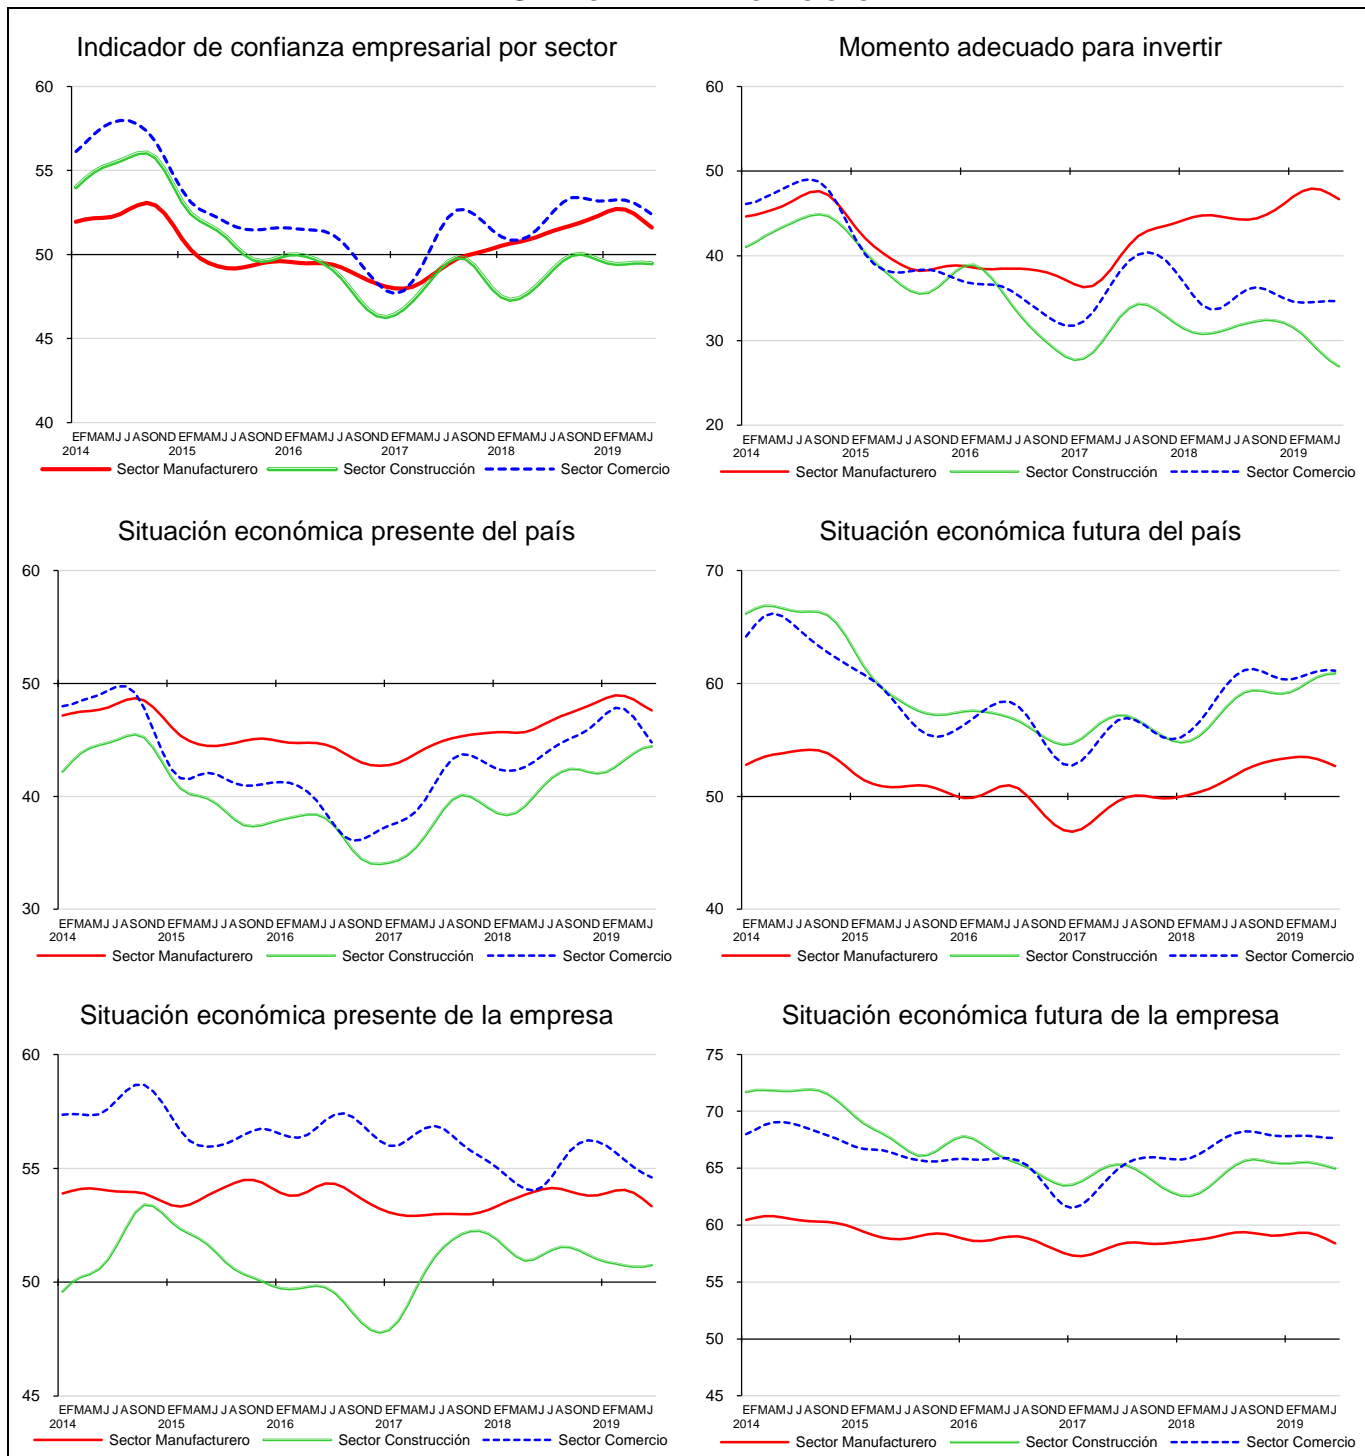 Indicador de confianza empresarial por sector
60
55
50
45
40
EFMAMJ J ASOND EFMAMJ J ASOND EFMAMJ J ASOND EFMAMJ J ASOND EFMAMJ J ASOND EFMAMJ
2014 2015 2016 2017 2018 2019
Sector Manufacturero Sector Construcción Sector Comercio
Momento adecuado para invertir
60
50
40
30
20
EFMAMJ J ASOND EFMAMJ J ASOND EFMAMJ J ASOND EFMAMJ J ASOND EFMAMJ J ASOND EFMAMJ
2014 2015 2016 2017 2018 2019
Sector Manufacturero Sector Construcción Sector Comercio
Situación económica presente del país
60
50
40
30
EFMAMJ J ASOND EFMAMJ J ASOND EFMAMJ J ASOND EFMAMJ J ASOND EFMAMJ J ASOND EFMAMJ
2014 2015 2016 2017 2018 2019
Sector Manufacturero Sector Construcción Sector Comercio
Situación económica futura del país
70
60
50
40
EFMAMJ J ASOND EFMAMJ J ASOND EFMAMJ J ASOND EFMAMJ J ASOND EFMAMJ J ASOND EFMAMJ
2014 2015 2016 2017 2018 2019
Sector Manufacturero Sector Construcción Sector Comercio
Situación económica presente de la empresa
60
55
50
45
EFMAMJ J ASOND EFMAMJ J ASOND EFMAMJ J ASOND EFMAMJ J ASOND EFMAMJ J ASOND EFMAMJ
2014 2015 2016 2017 2018 2019
Sector Manufacturero Sector Construcción Sector Comercio
Situación económica futura de la empresa
75
70
65
60
55
50
45
EFMAMJ J ASOND EFMAMJ J ASOND EFMAMJ J ASOND EFMAMJ J ASOND EFMAMJ J ASOND EFMAMJ
2014 2015 2016 2017 2018 2019
Sector Manufacturero Sector Construcción Sector Comercio